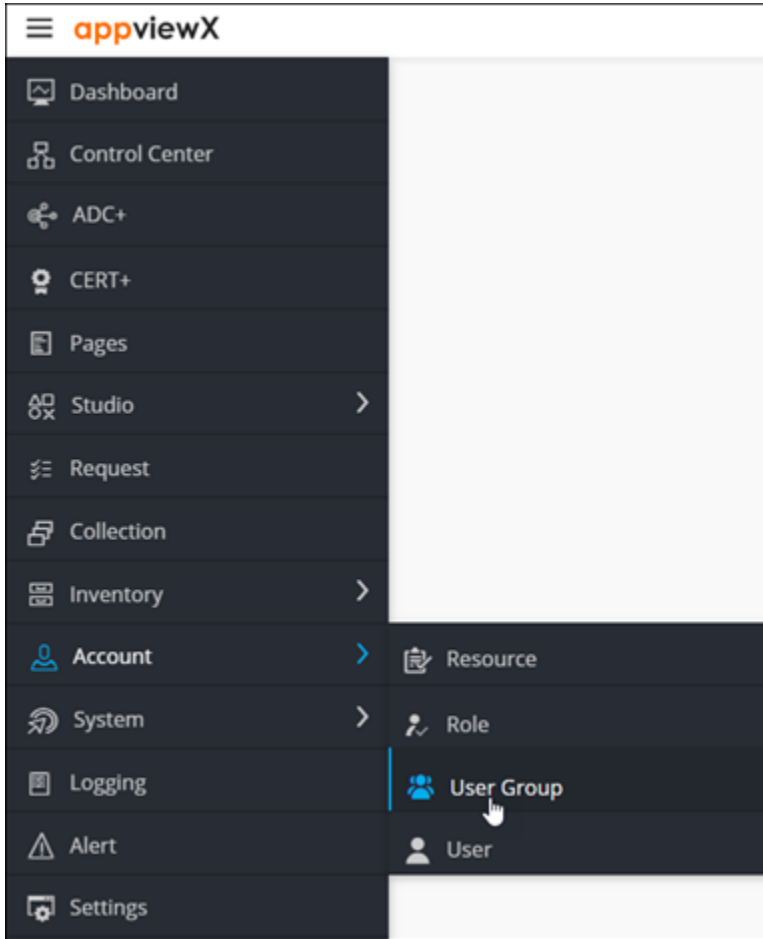 appviewX
Dashboard
Control Center
ADC+
CERT+
Pages
Studio
Request
Collection
Inventory
Account
Resource
Role
User Group
User
System
Logging
Alert
Settings